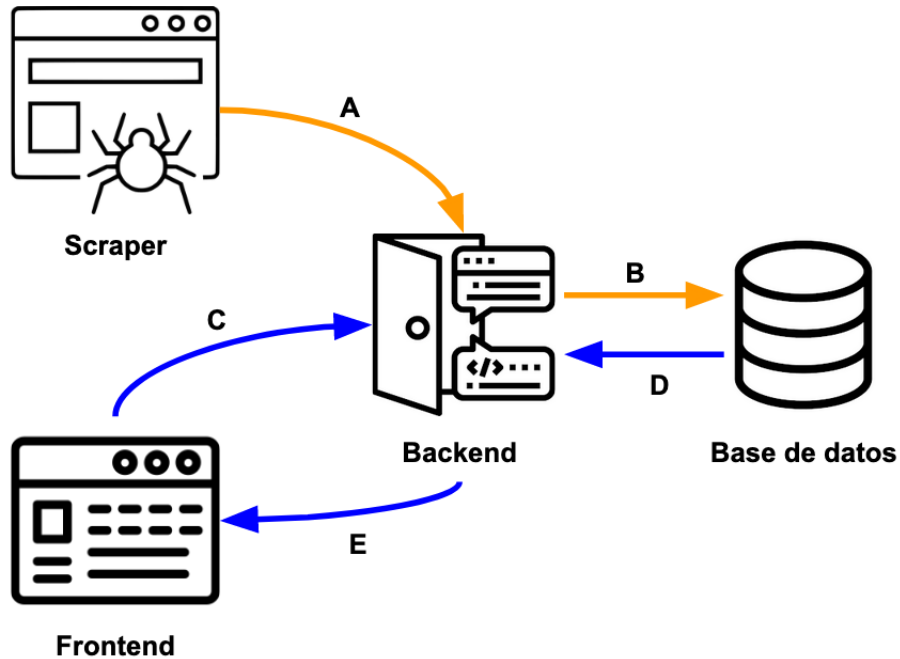 A
Scraper
B
C
</>
D
Backend
Base de datos
E
Frontend